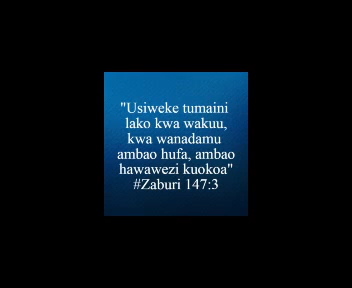 "Usiweke tumaini
lako kwa wakuu,
kwa wanadamu
ambao hufa, ambao
hawawezi kuokoa"
#Zaburi 147:3